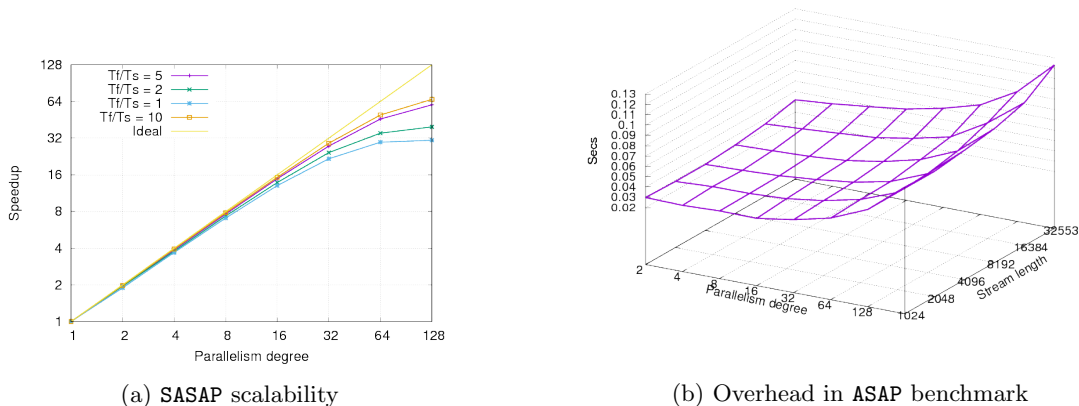 128
64
32
16
8
4
2
1
Speedup
Tf/Ts = 5
Tf/Ts = 2
Tf/Ts = 1
Tf/Ts = 10
Ideal
1 2 4 8 16 32 64 128
Parallelism degree
(a) SASAP scalability
0.13
0.12
0.11
0.1
0.09
0.08
0.07
0.06
0.05
0.04
0.03
0.02
Secs
2 4 8 16 32 64 128
Parallelism degree
1024 2048 4096 8192 16384 32553
Stream length
(b) Overhead in ASAP benchmark